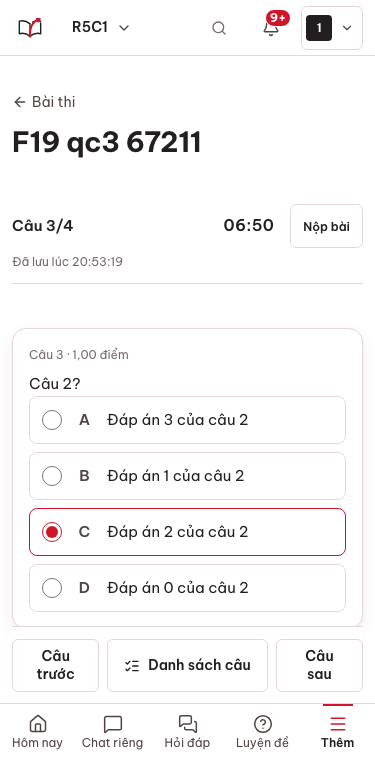 R5C1
9+
1
Bài thi
F19 qc3 67211
Câu 3/4
06:50
Nộp bài
Đã lưu lúc 20:53:19
Câu 3 · 1,00 điểm
Câu 2?
A Đáp án 3 của câu 2
B Đáp án 1 của câu 2
C Đáp án 2 của câu 2
D Đáp án 0 của câu 2
Câu trước
Danh sách câu
Câu sau
Hôm nay
Chat riêng
Hỏi đáp
Luyện đề
Thêm